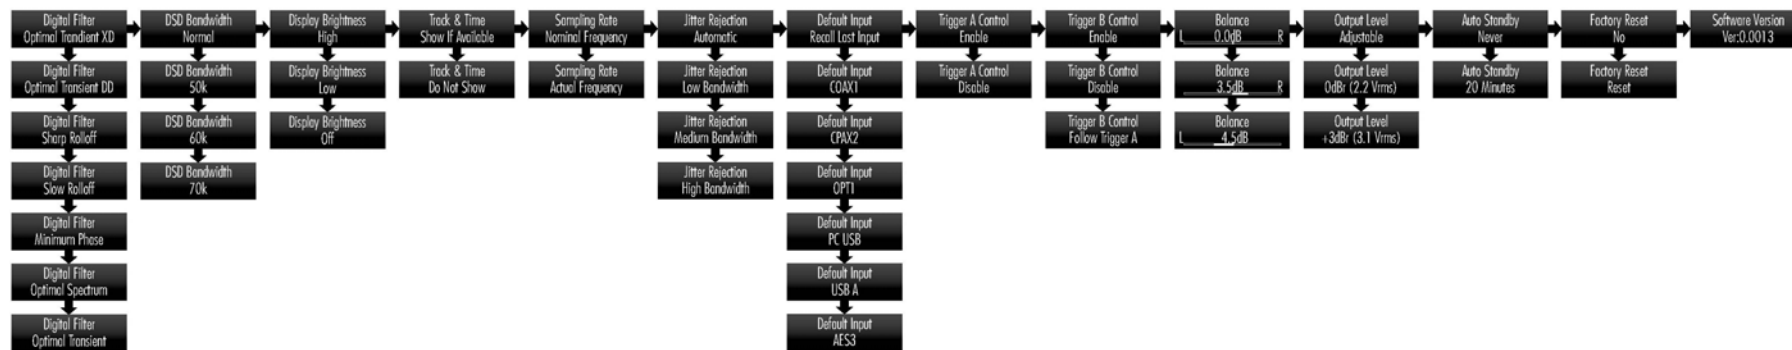 Digital Filter
Optimal Trandient XD
Digital Filter
Optimal Transient DD
Digital Filter
Sharp Rolloff
Digital Filter
Slow Rolloff
Digital Filter
Minimum Phase
Digital Filter
Optimal Spectrum
Digital Filter
Optimal Transient
DSD Bandwidth
Normal
DSD Bandwidth
50k
DSD Bandwidth
60k
DSD Bandwidth
70k
Display Brightness
High
Display Brightness
Low
Display Brightness
Off
Track & Time
Show If Available
Track & Time
Do Not Show
Sampling Rate
Nominal Frequency
Sampling Rate
Actual Frequency
Jitter Rejection
Automatic
Jitter Rejection
Low Bandwidth
Jitter Rejection
Medium Bandwidth
Jitter Rejection
High Bandwidth
Default Input
Recall Last Input
Default Input
COAX1
Default Input
CPAX2
Default Input
OPT1
Default Input
PC USB
Default Input
USB A
Default Input
AES3
Trigger A Control
Enable
Trigger A Control
Disable
Trigger B Control
Enable
Trigger B Control
Disable
Trigger B Control
Follow Trigger A
Balance
L 0.0dB R
Balance
3.5dB R
Balance
L 4.5dB
Output Level
Adjustable
Output Level
0dBr (2.2 Vrms)
Output Level
+3dBr (3.1 Vrms)
Auto Standby
Never
Auto Standby
20 Minutes
Factory Reset
No
Factory Reset
Reset
Software Version
Ver:0.0013